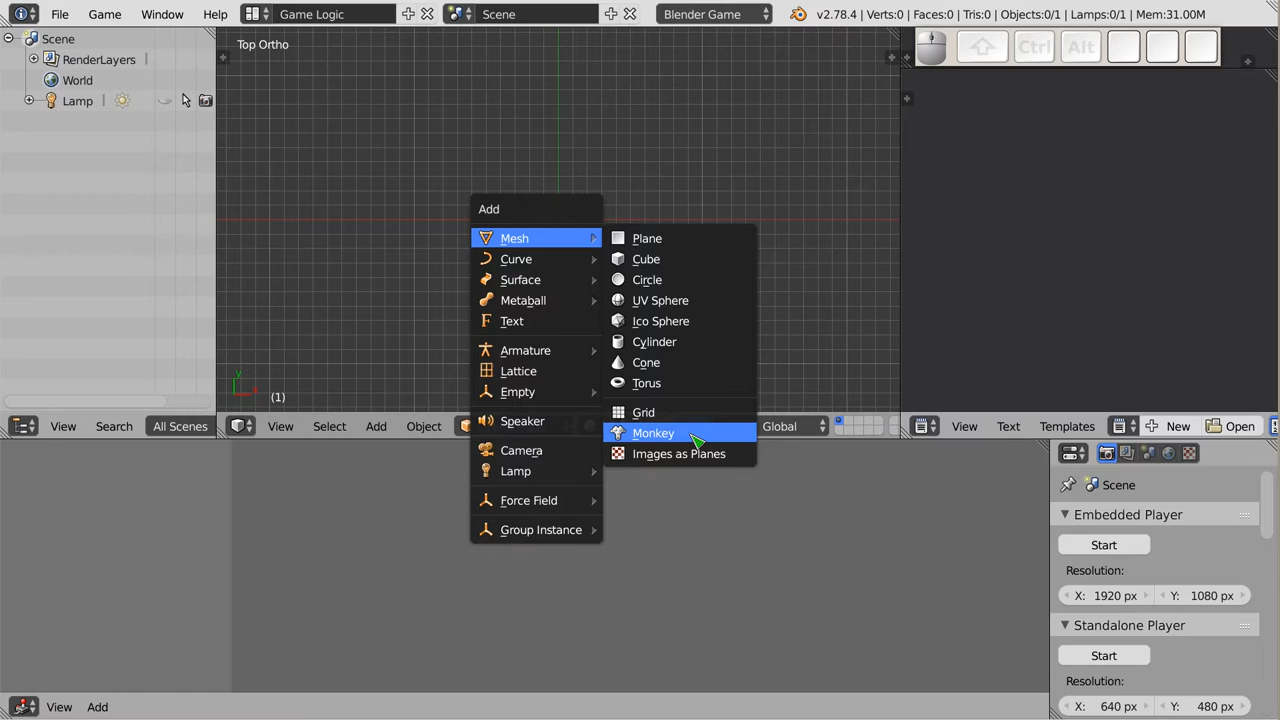 File Game Window Help Game Logic Scene Blender Game v2.78.4 | Verts:0 | Faces:0 | Tris:0 | Objects:0/1 | Lamps:0/1 | Mem:31.00M
Scene
RenderLayers
World
Lamp
Top Ortho
Ctrl
Alt
Add
Mesh
Curve
Surface
Metaball
Text
Armature
Lattice
Empty
Speaker
Camera
Lamp
Force Field
Group Instance
Plane
Cube
Circle
UV Sphere
Ico Sphere
Cylinder
Cone
Torus
Grid
Monkey
Images as Planes
y
x
(1)
View Search All Scenes
View Select Add Object Global
View Text Templates New Open
Scene
Embedded Player
Start
Resolution:
X: 1920 px Y: 1080 px
Standalone Player
Start
Resolution:
X: 640 px Y: 480 px
View Add